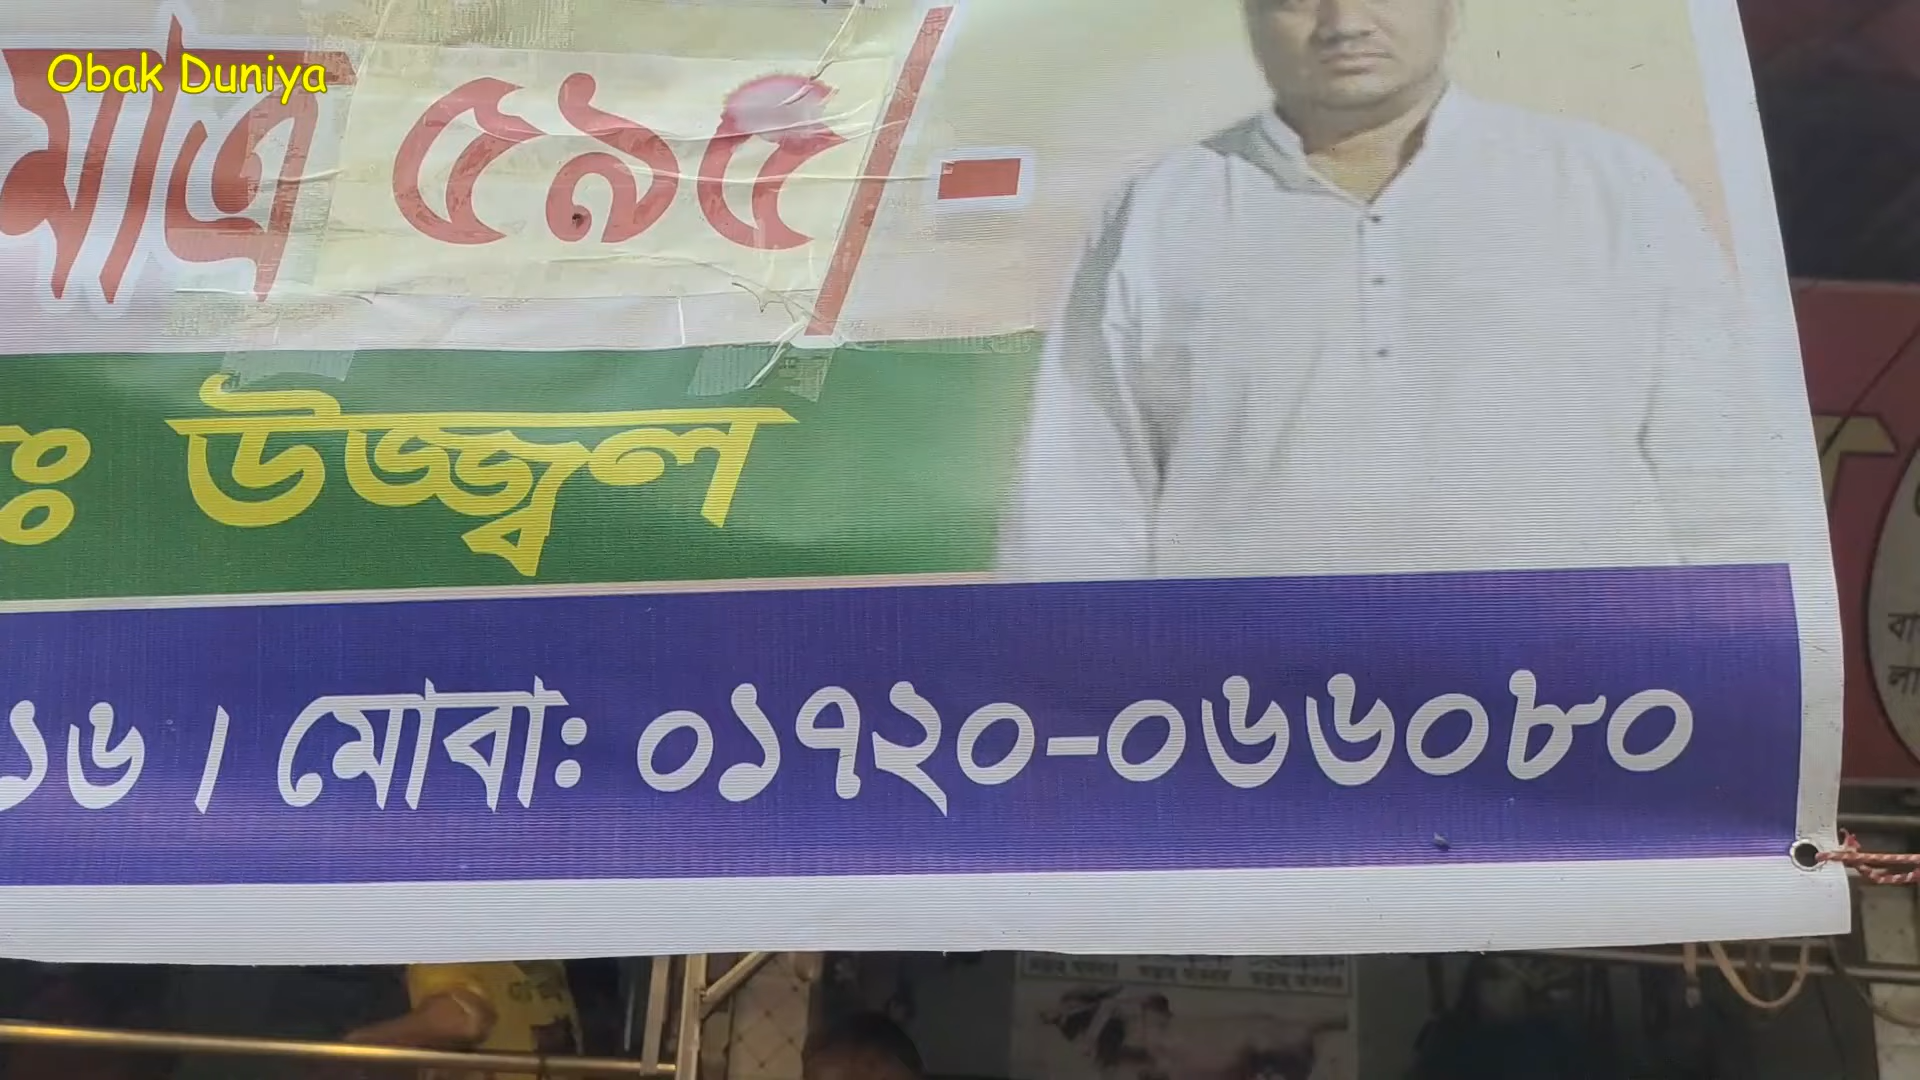 Obak Duniya
মাত্র ৫৯৫/-
ঃ উজ্জ্বল
১৬ । মোবা: ০১৭২০-০৬৬০৮০